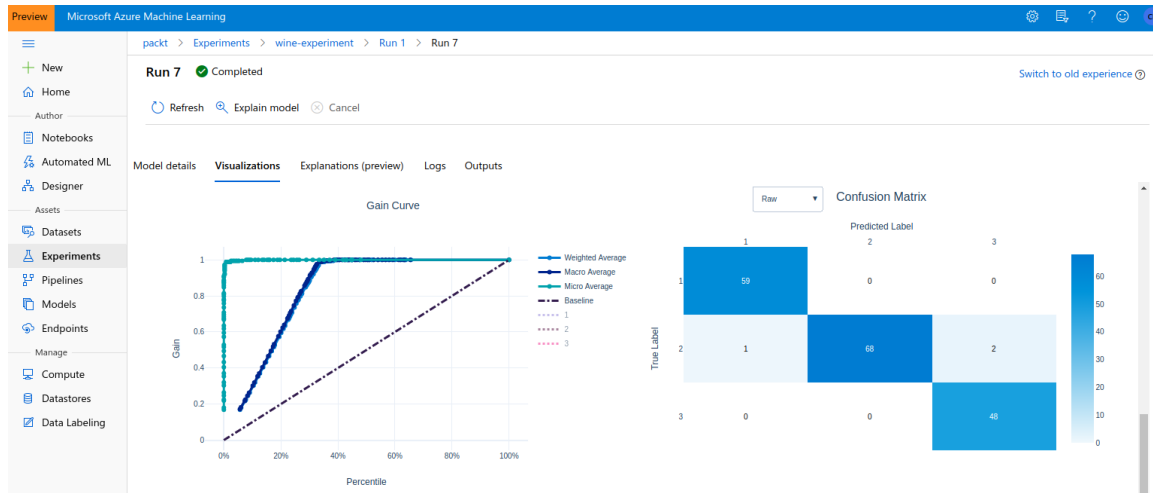 Preview Microsoft Azure Machine Learning
packt > Experiments > wine-experiment > Run 1 > Run 7
New
Home
Author
Notebooks
Automated ML
Designer
Assets
Datasets
Experiments
Pipelines
Models
Endpoints
Manage
Compute
Datastores
Data Labeling
Run 7 Completed
Switch to old experience
Refresh Explain model Cancel
Model details Visualizations Explanations (preview) Logs Outputs
Gain Curve
1
0.8
0.6
0.4
0.2
0
Gain
0% 20% 40% 60% 80% 100%
Percentile
Weighted Average
Macro Average
Micro Average
Baseline
1
2
3
Raw
Confusion Matrix
Predicted Label
1 2 3
True Label
1 59 0 0
2 1 68 2
3 0 0 48
60
50
40
30
20
10
0